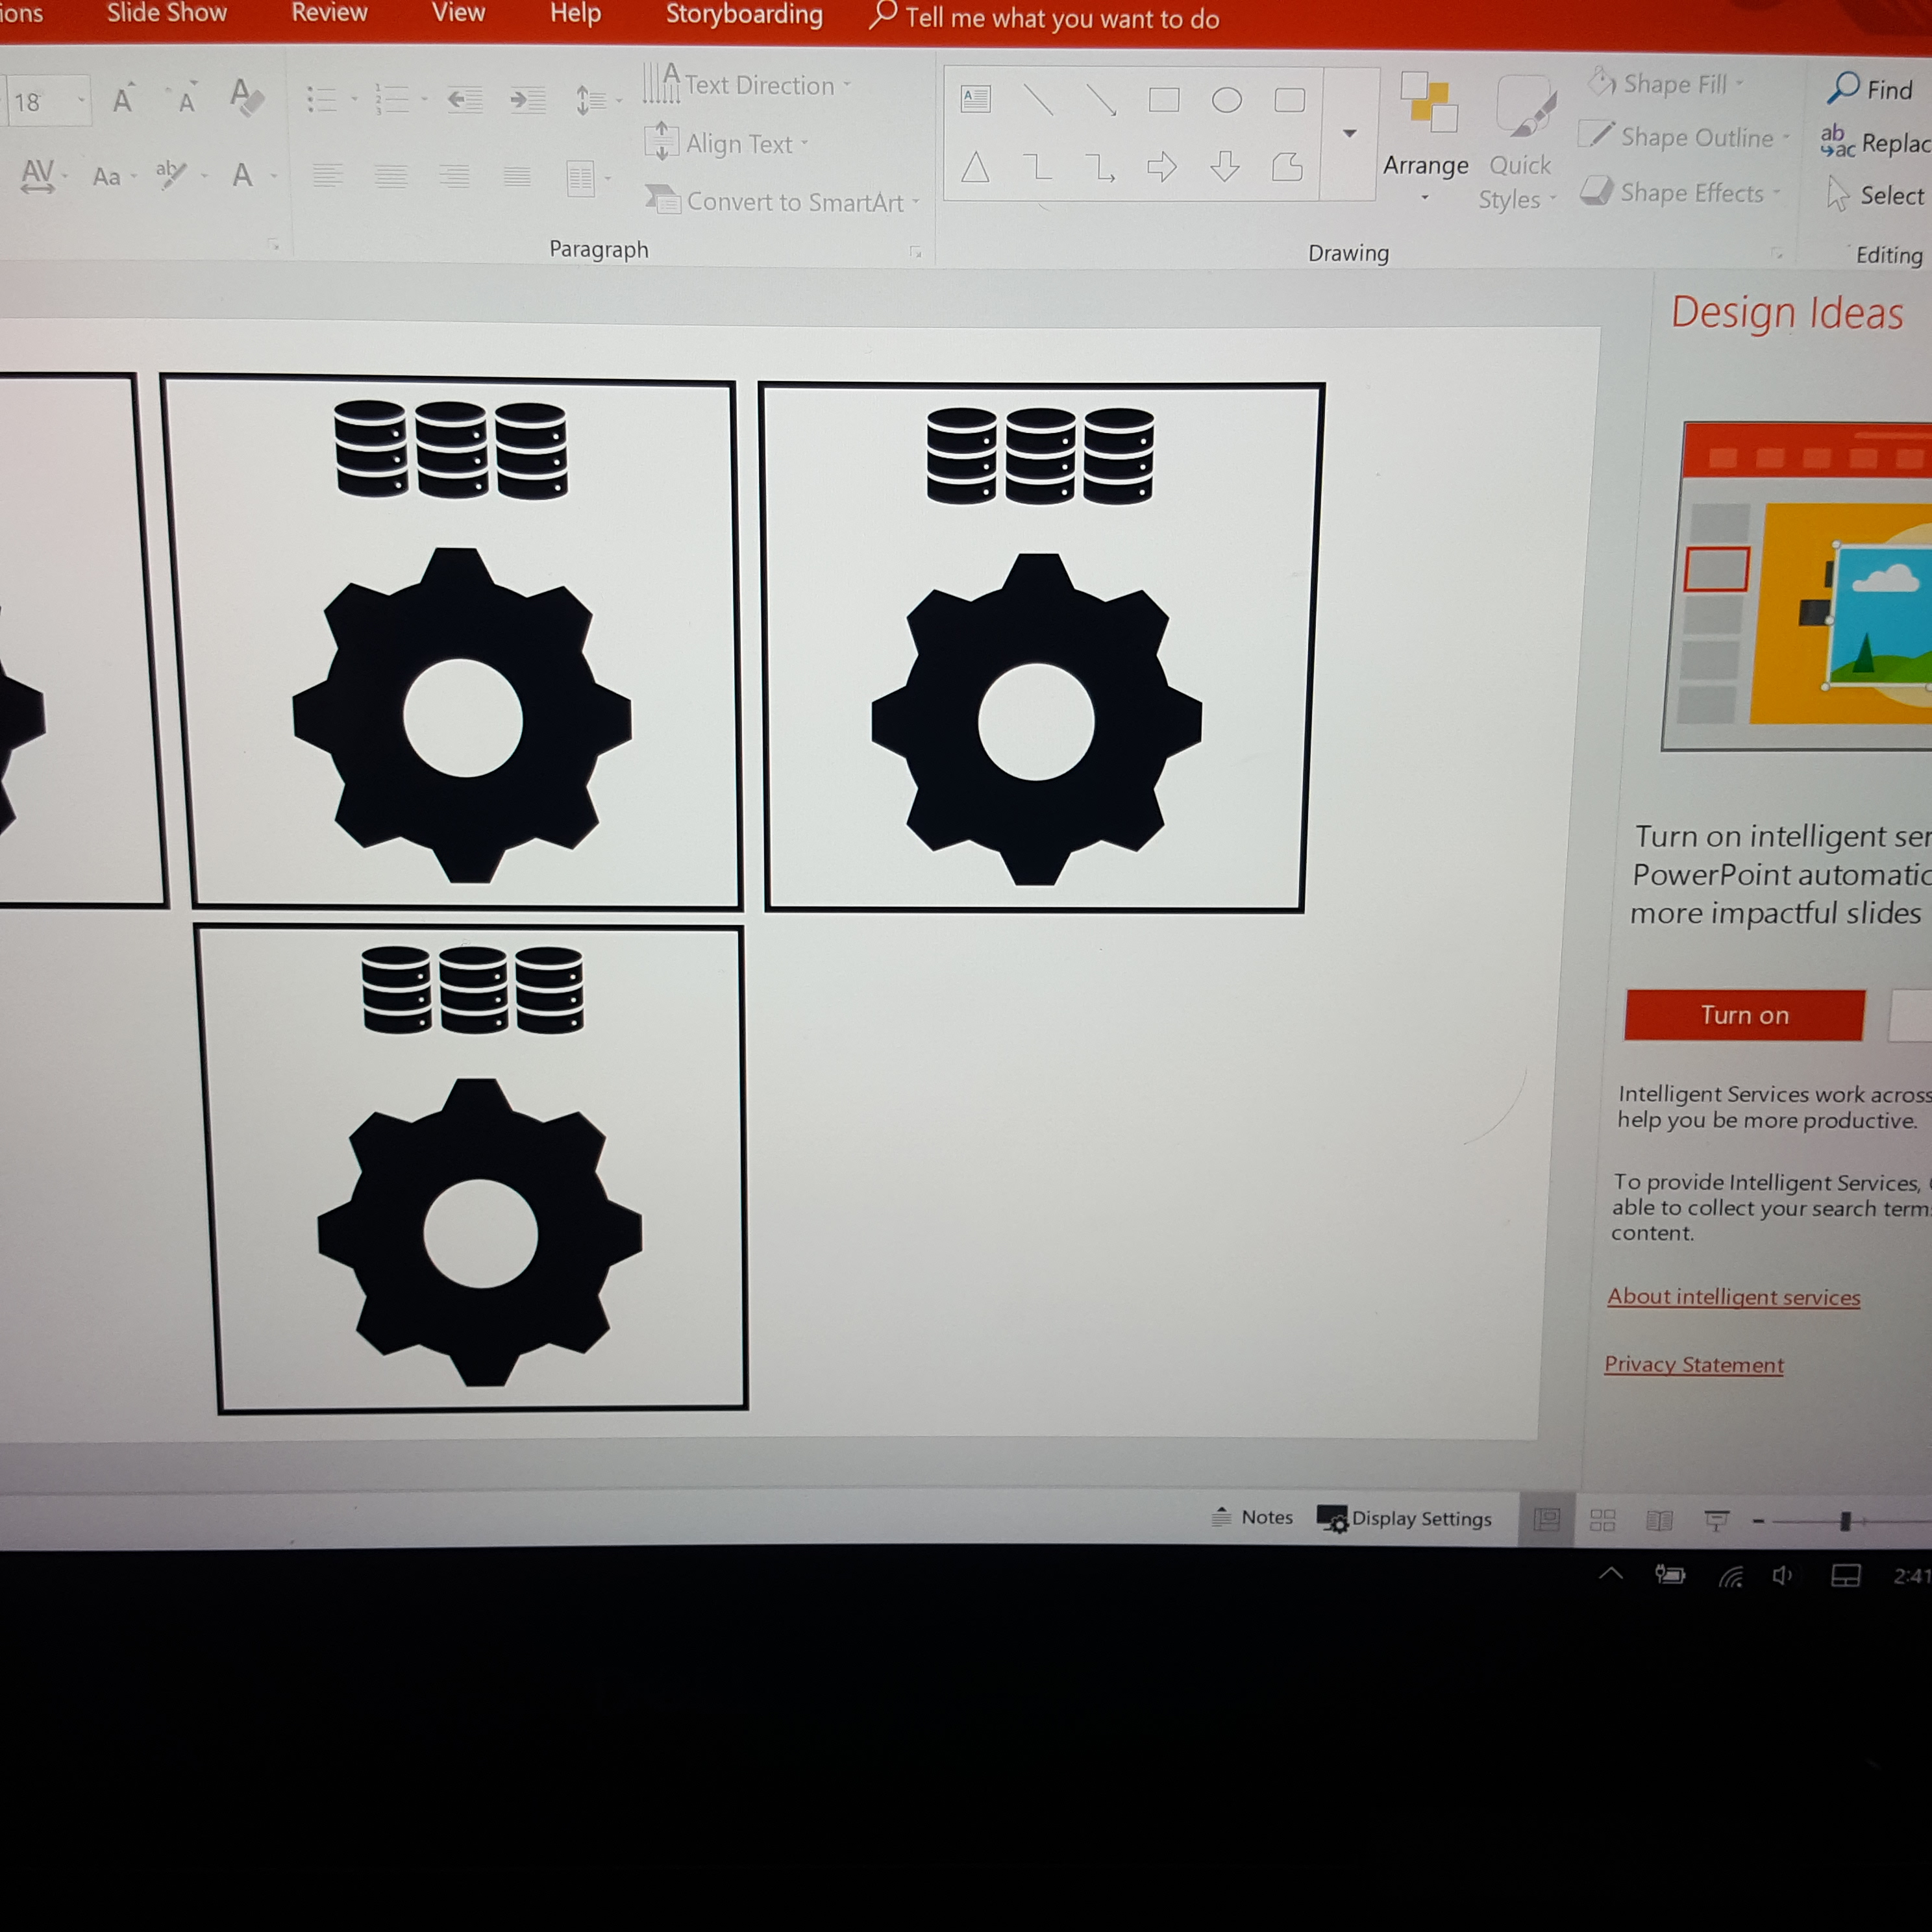 ions Slide Show Review View Help Storyboarding Tell me what you want to do
18 Text Direction Shape Fill Find
Align Text Arrange Quick Styles Shape Outline Replac
Convert to SmartArt Shape Effects Select
Paragraph Drawing Editing
Design Ideas
Turn on intelligent ser
PowerPoint automatic
more impactful slides
Turn on
Intelligent Services work across
help you be more productive.
To provide Intelligent Services,
able to collect your search term
content.
About intelligent services
Privacy Statement
Notes Display Settings
2:41